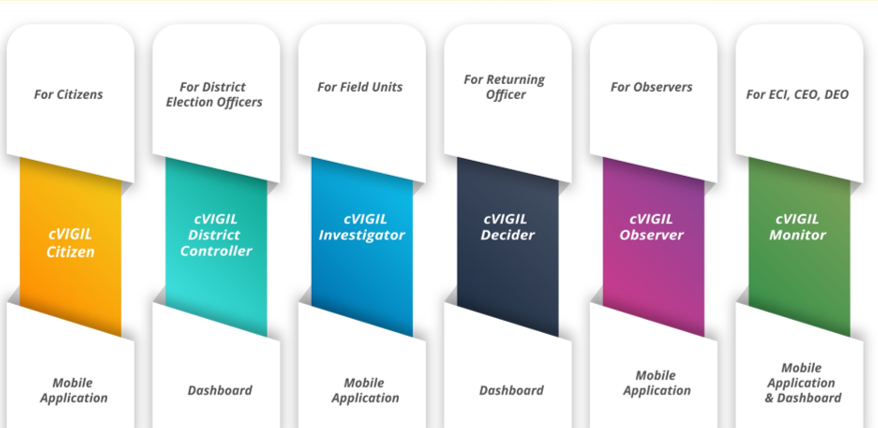 For Citizens
cVIGIL
Citizen
Mobile
Application
For District
Election Officers
cVIGIL
District
Controller
Dashboard
For Field Units
cVIGIL
Investigator
Mobile
Application
For Returning
Officer
cVIGIL
Decider
Dashboard
For Observers
cVIGIL
Observer
Mobile
Application
For ECI, CEO, DEO
cVIGIL
Monitor
Mobile
Application
& Dashboard